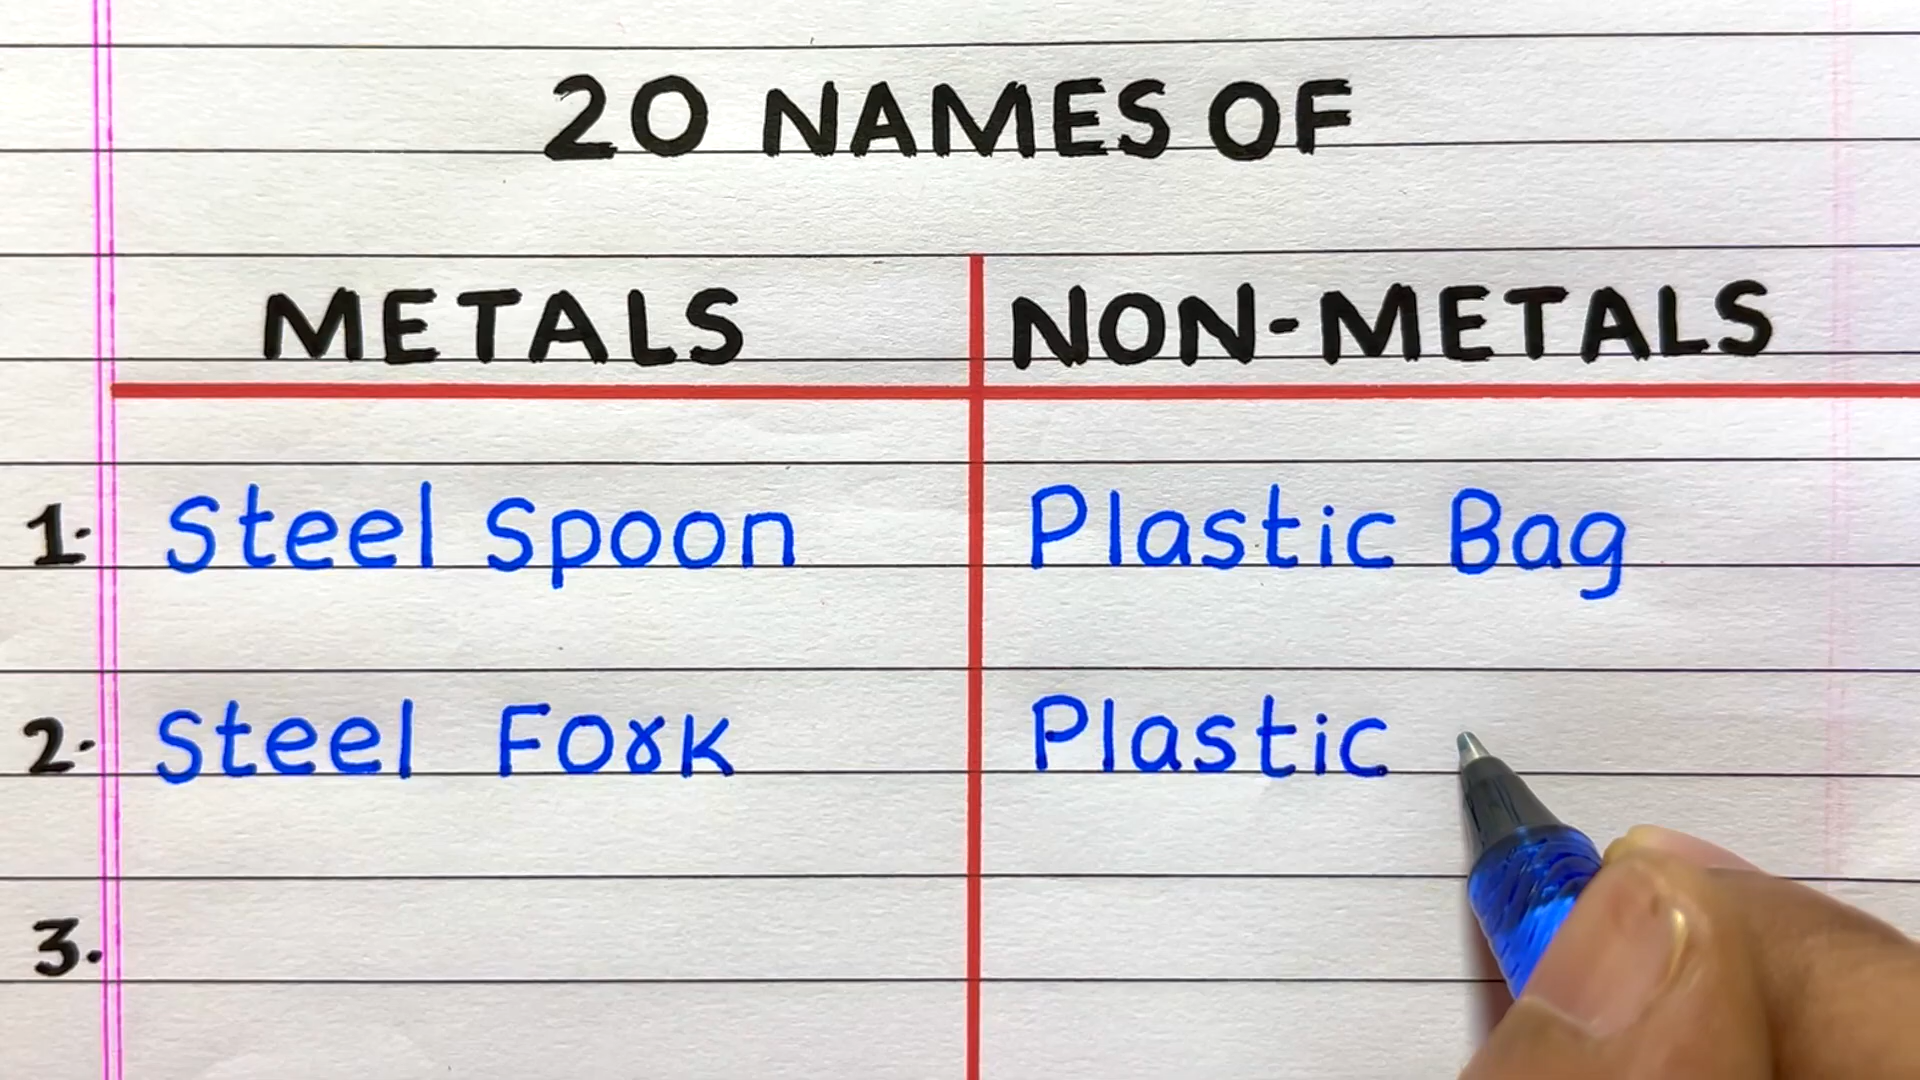 20 NAMES OF
METALS NON-METALS
1. Steel Spoon Plastic Bag
2. Steel Fork Plastic
3.